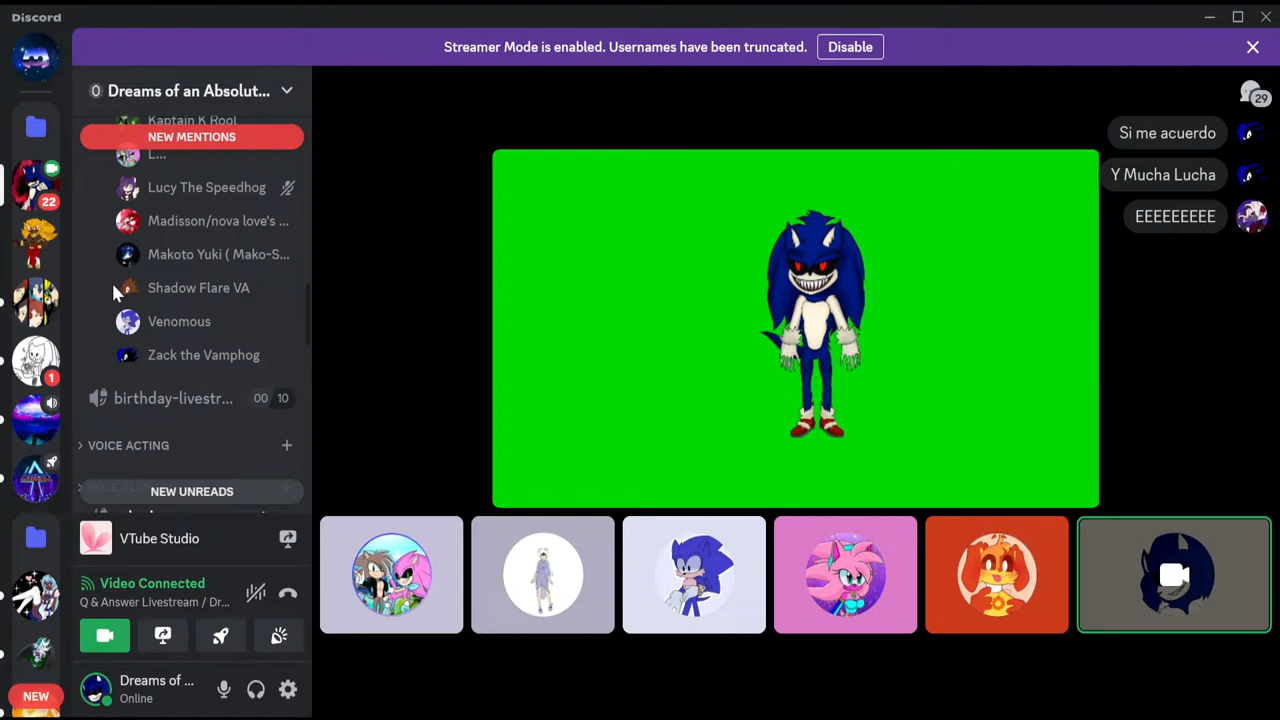 Discord
Streamer Mode is enabled. Usernames have been truncated.
Disable
Dreams of an Absolut...
Kaptain K Rool
NEW MENTIONS
L...
Lucy The Speedhog
Madisson/nova love's ...
Makoto Yuki ( Mako-S...
Shadow Flare VA
Venomous
Zack the Vamphog
birthday-livestr...
00 10
VOICE ACTING
NEW UNREADS
VTube Studio
Video Connected
Q & Answer Livestream / Dr...
Dreams of ...
Online
22
1
NEW
29
Si me acuerdo
Y Mucha Lucha
EEEEEEEEE